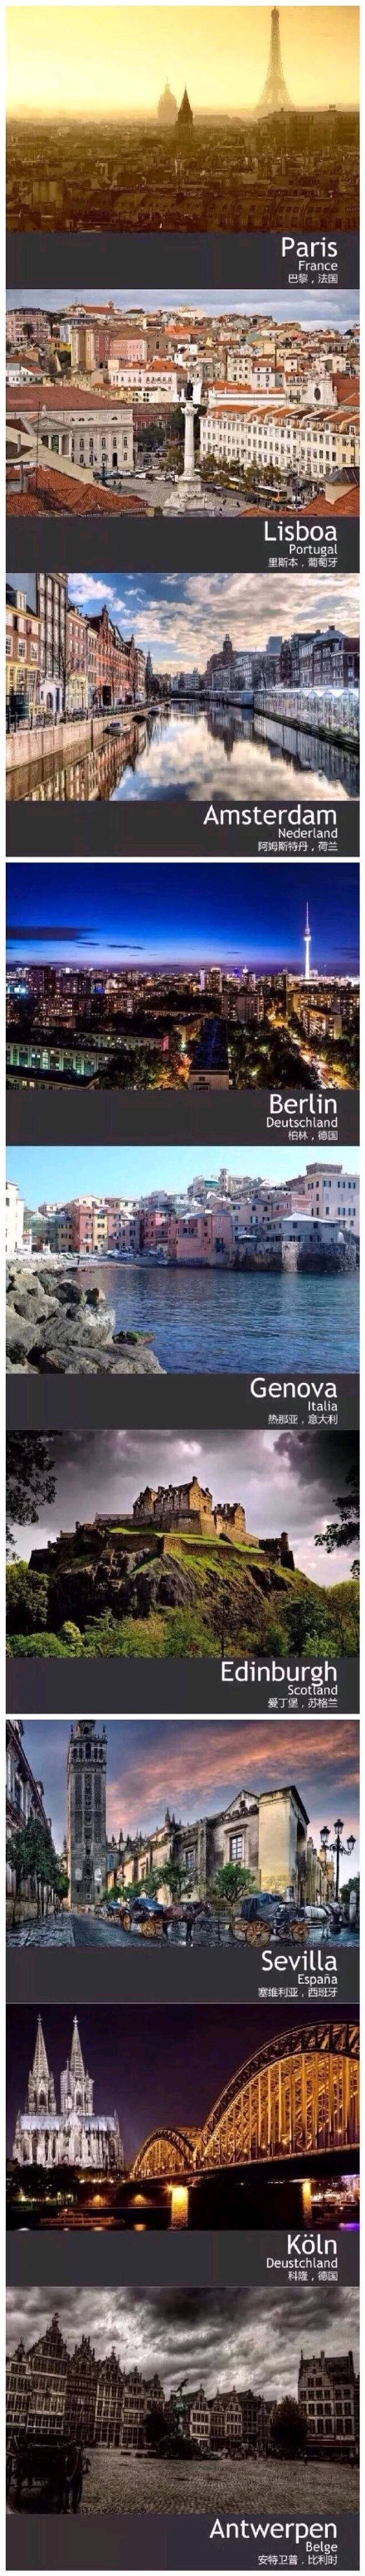 Paris
France
巴黎，法国
Lisboa
Portugal
里斯本，葡萄牙
Amsterdam
Nederland
阿姆斯特丹，荷兰
Berlin
Deutschland
柏林，德国
Genova
Italia
热那亚，意大利
Edinburgh
Scotland
爱丁堡，苏格兰
Sevilla
España
塞维利亚，西班牙
Köln
Deustchland
科隆，德国
Antwerpen
Belge
安特卫普，比利时